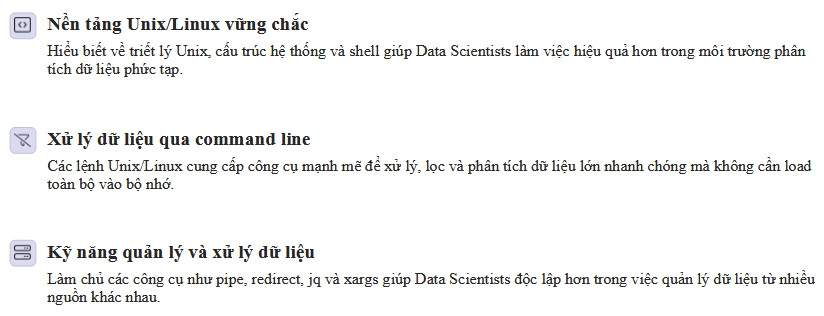 Nền tảng Unix/Linux vững chắc
Hiểu biết về triết lý Unix, cấu trúc hệ thống và shell giúp Data Scientists làm việc hiệu quả hơn trong môi trường phân
tích dữ liệu phức tạp.
Xử lý dữ liệu qua command line
Các lệnh Unix/Linux cung cấp công cụ mạnh mẽ để xử lý, lọc và phân tích dữ liệu lớn nhanh chóng mà không cần load
toàn bộ vào bộ nhớ.
Kỹ năng quản lý và xử lý dữ liệu
Làm chủ các công cụ như pipe, redirect, jq và xargs giúp Data Scientists độc lập hơn trong việc quản lý dữ liệu từ nhiều
nguồn khác nhau.